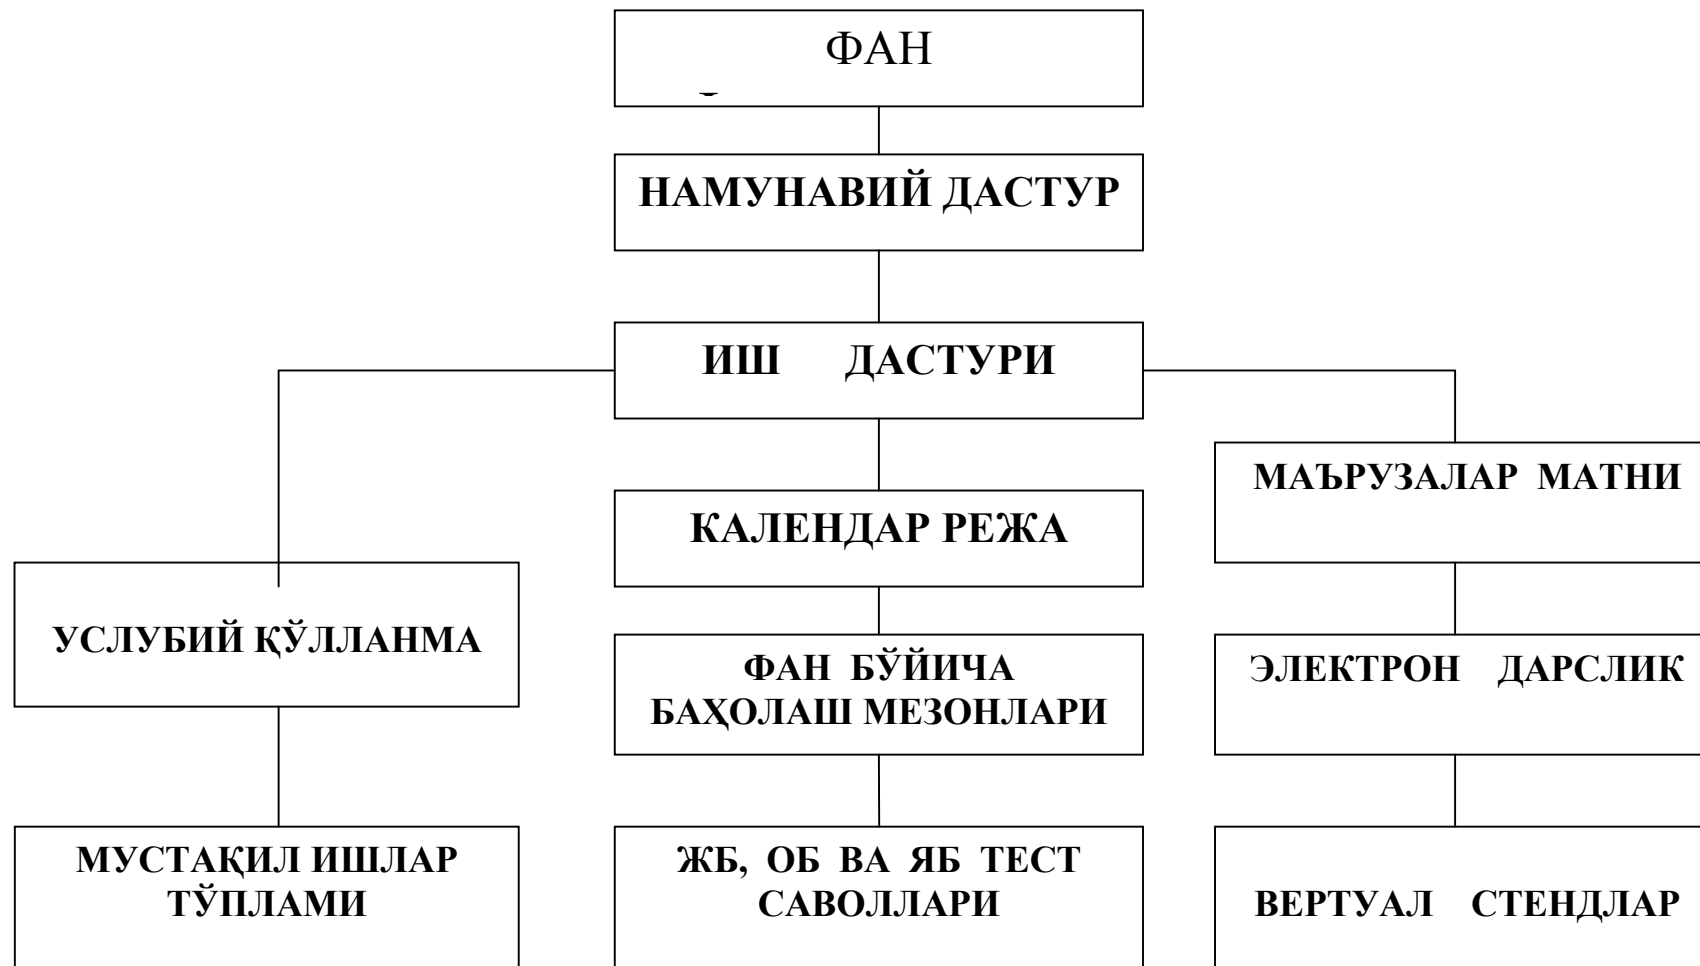 ФАН
НАМУНАВИЙ ДАСТУР
ИШ ДАСТУРИ
МАЪРУЗАЛАР МАТНИ
КАЛЕНДАР РЕЖА
УСЛУБИЙ ҚЎЛЛАНМА
ФАН БЎЙИЧА
БАҲОЛАШ МЕЗОНЛАРИ
ЭЛЕКТРОН ДАРСЛИК
МУСТАҚИЛ ИШЛАР
ТЎПЛАМИ
ЖБ, ОБ ВА ЯБ ТЕСТ
САВОЛЛАРИ
ВЕРТУАЛ СТЕНДЛАР